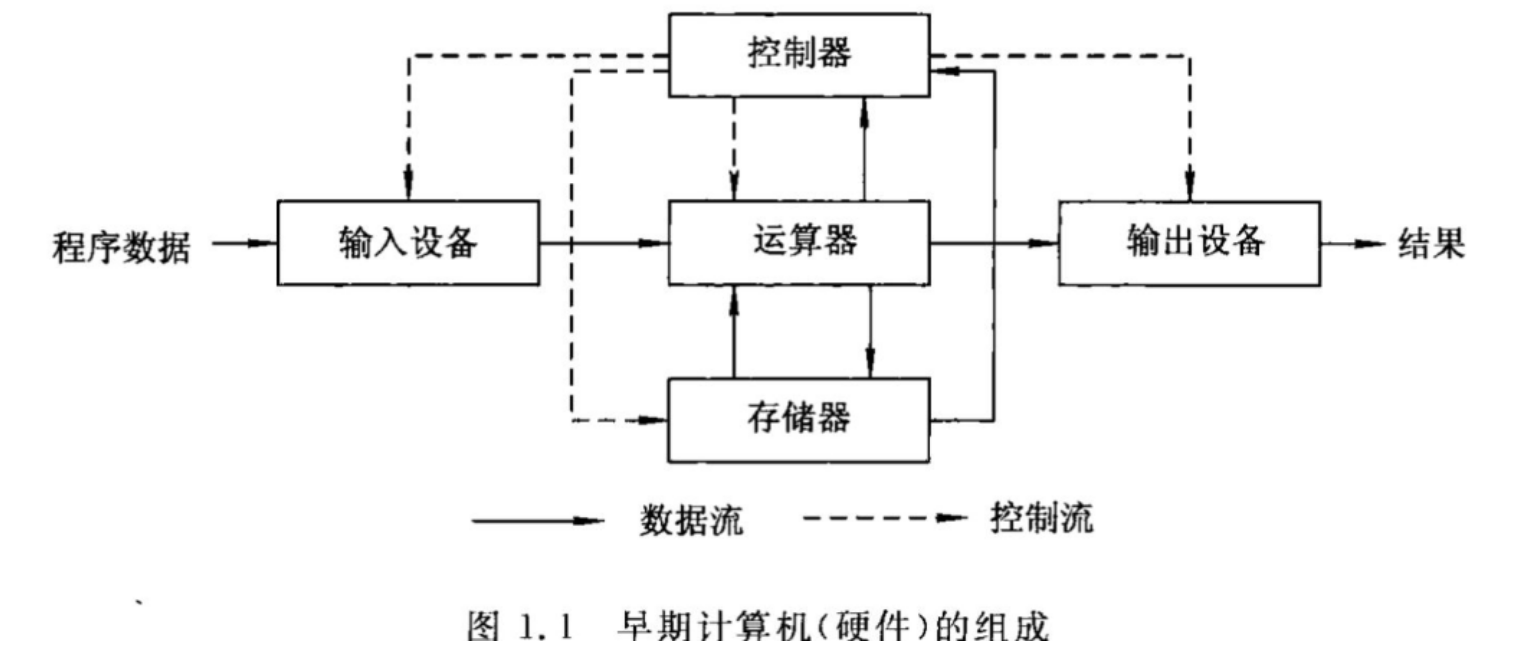 控制器
程序数据
输入设备
运算器
输出设备
结果
存储器
数据流
控制流
图 1.1 早期计算机(硬件)的组成